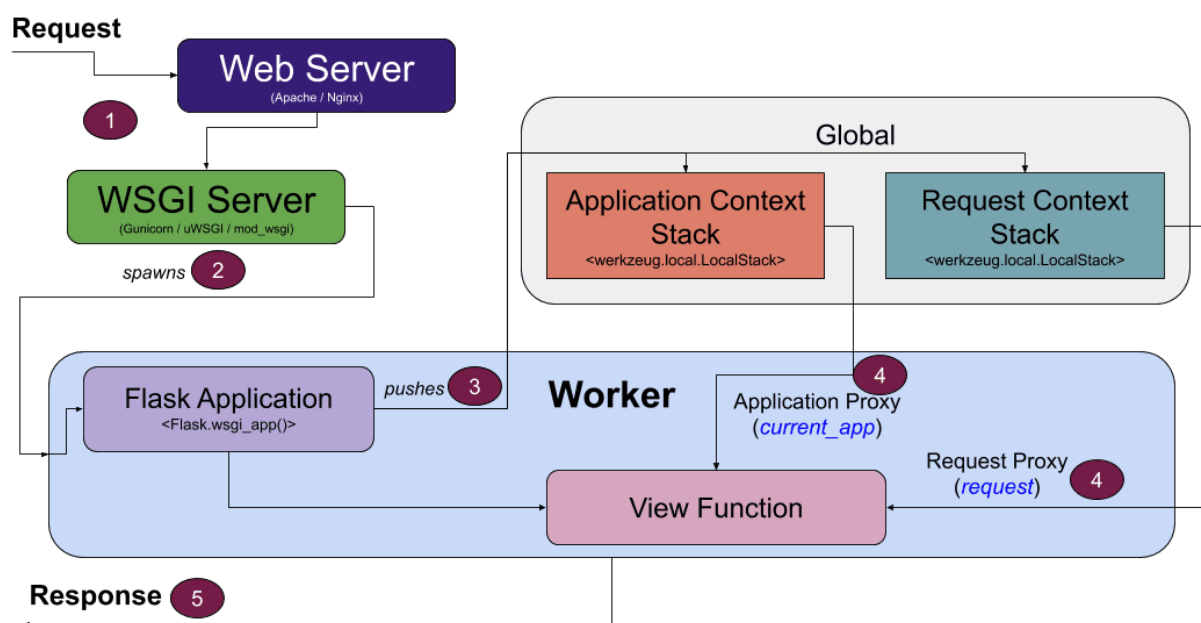 Request
Web Server
(Apache / Nginx)
1
WSGI Server
(Gunicorn / uWSGI / mod_wsgi)
spawns
2
Global
Application Context
Stack
<werkzeug.local.LocalStack>
Request Context
Stack
<werkzeug.local.LocalStack>
Flask Application
<Flask.wsgi_app()>
pushes
3
Worker
4
Application Proxy
(current_app)
Request Proxy
(request)
4
View Function
Response
5